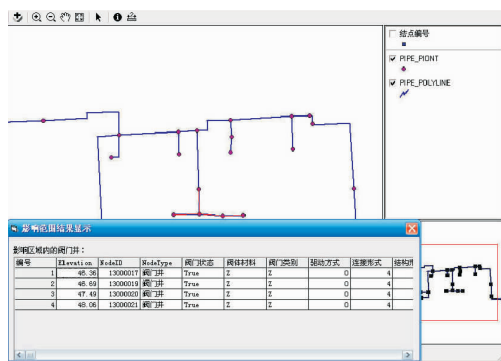 结点编号
PIPE_PIONT
PIPE_POLYLINE
影响范围结果显示
影响区域内的阀门井：
编号 Elevation NodeID NodeType 阀门状态 阀体材料 阀门类别 驱动方式 连接形式 结构形
1 46.36 13000017 阀门井 True Z Z 0 4
2 46.69 13000019 阀门井 True Z Z 0 4
3 47.49 13000020 阀门井 True Z Z 0 4
4 48.06 13000021 阀门井 True Z Z 0 4